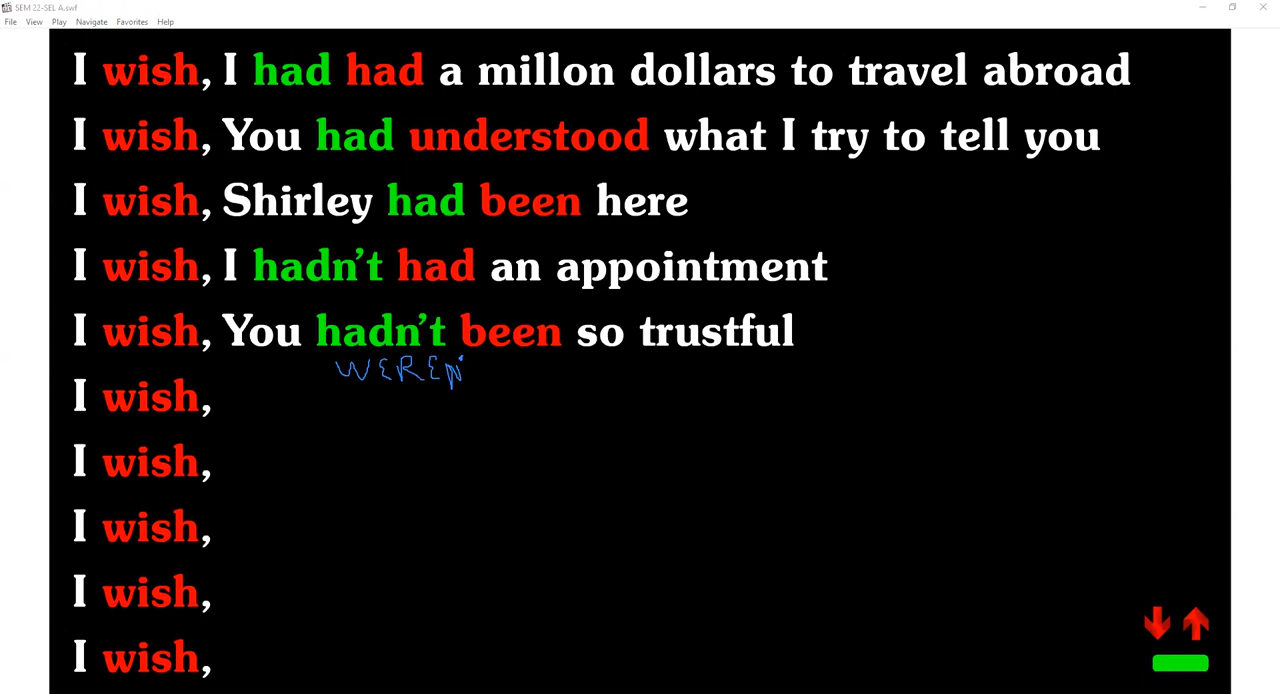 SEM 22-SEL A.swf
File View Play Navigate Favorites Help
I wish, I had had a millon dollars to travel abroad
I wish, You had understood what I try to tell you
I wish, Shirley had been here
I wish, I hadn't had an appointment
I wish, You hadn't been so trustful
WEREN'
I wish,
I wish,
I wish,
I wish,
I wish,